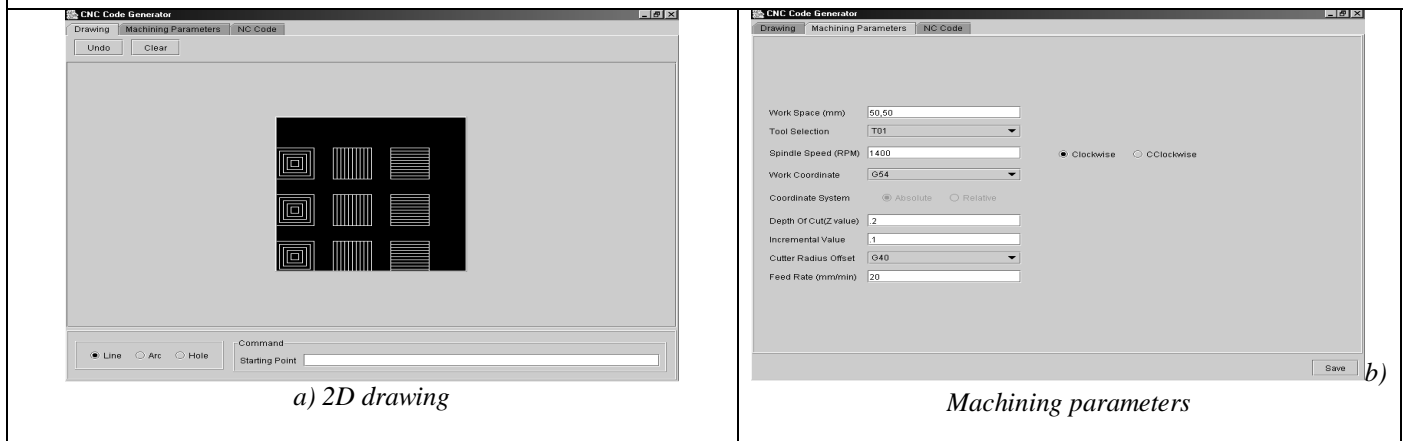 CNC Code Generator
Drawing Machining Parameters NC Code
Undo Clear
Line Arc Hole
Command
Starting Point
a) 2D drawing
CNC Code Generator
Drawing Machining Parameters NC Code
Work Space (mm) 50,50
Tool Selection T01
Spindle Speed (RPM) 1400 Clockwise CClockwise
Work Coordinate G54
Coordinate System Absolute Relative
Depth Of Cut(Z value) .2
Incremental Value .1
Cutter Radius Offset G40
Feed Rate (mm/min) 20
Save
b)
Machining parameters